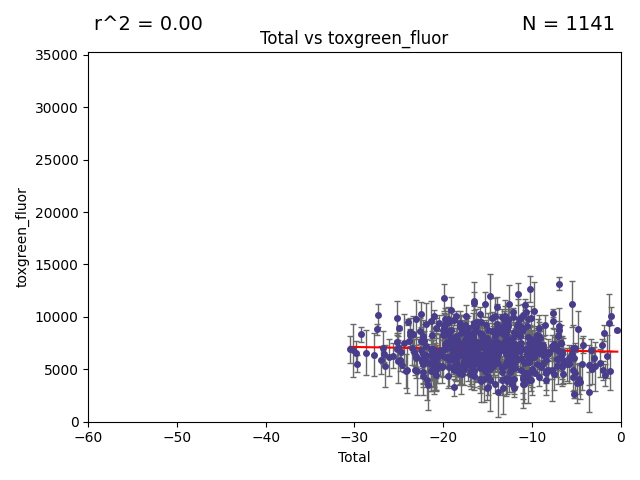 r^2 = 0.00 N = 1141
Total vs toxgreen_fluor
35000
30000
25000
20000
15000
10000
5000
0
toxgreen_fluor
−60 −50 −40 −30 −20 −10 0
Total